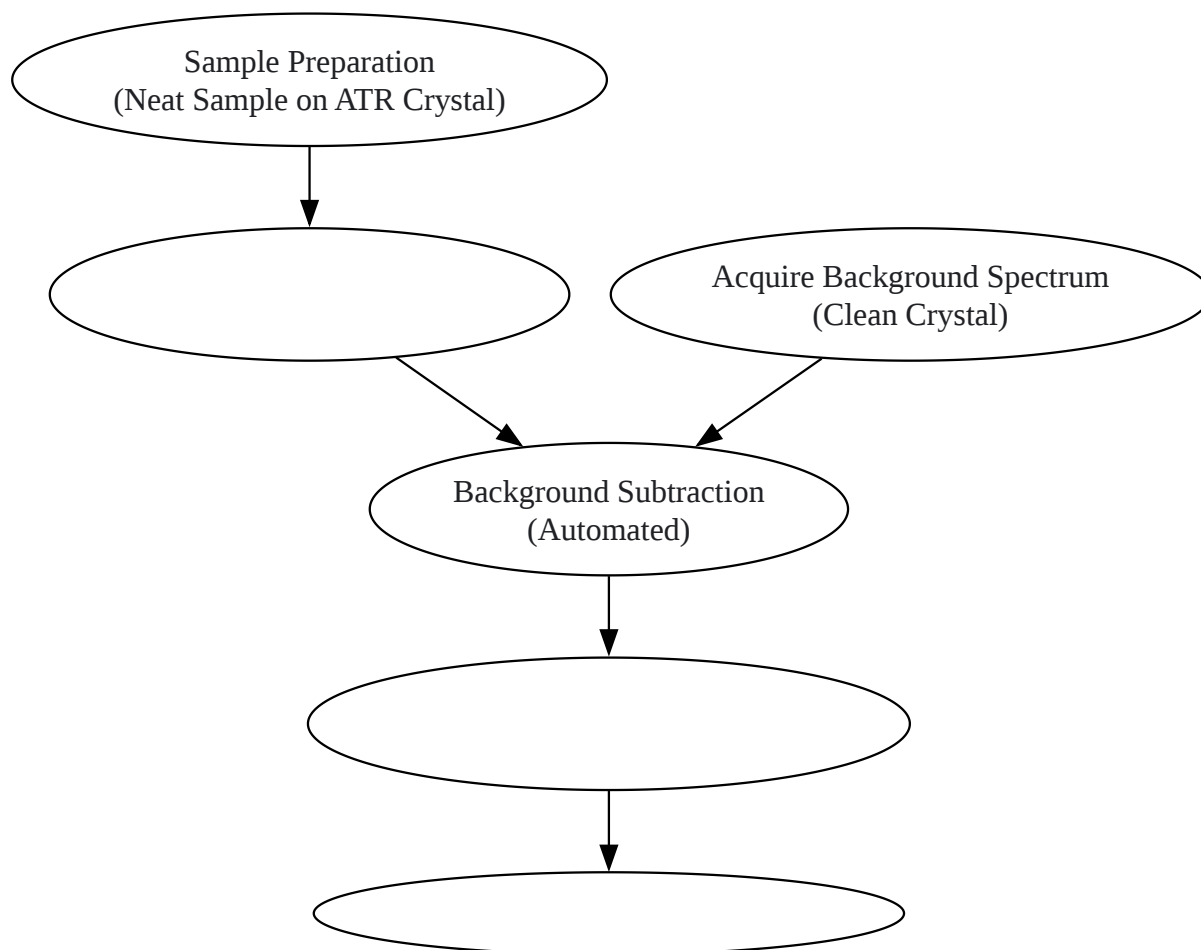 Sample Preparation
(Neat Sample on ATR Crystal)
Acquire Background Spectrum
(Clean Crystal)
Background Subtraction
(Automated)